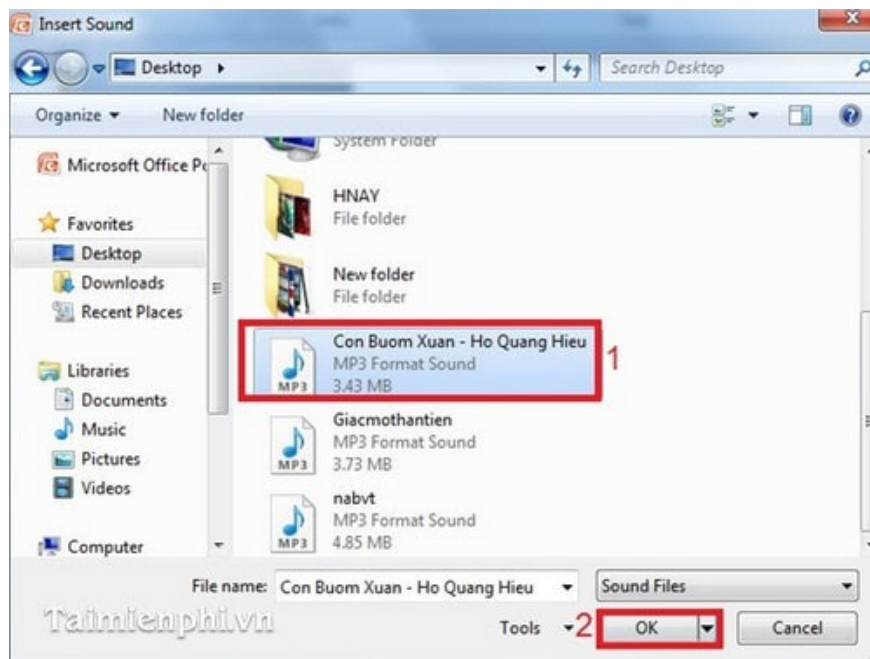 Insert Sound
Desktop
Search Desktop
Organize
New folder
System Folder
Microsoft Office
HNAY
File folder
Favorites
Desktop
New folder
File folder
Downloads
Recent Places
Con Buom Xuan - Ho Quang Hieu
1
MP3 Format Sound
MP3
3.43 MB
Libraries
Documents
Giacmothantien
MP3 Format Sound
Music
MP3
3.73 MB
Pictures
Videos
nabvt
MP3 Format Sound
MP3
4.85 MB
Computer
File name: Con Buom Xuan - Ho Quang Hieu
Sound Files
Taimienphi.vn
Tools
2
OK
Cancel